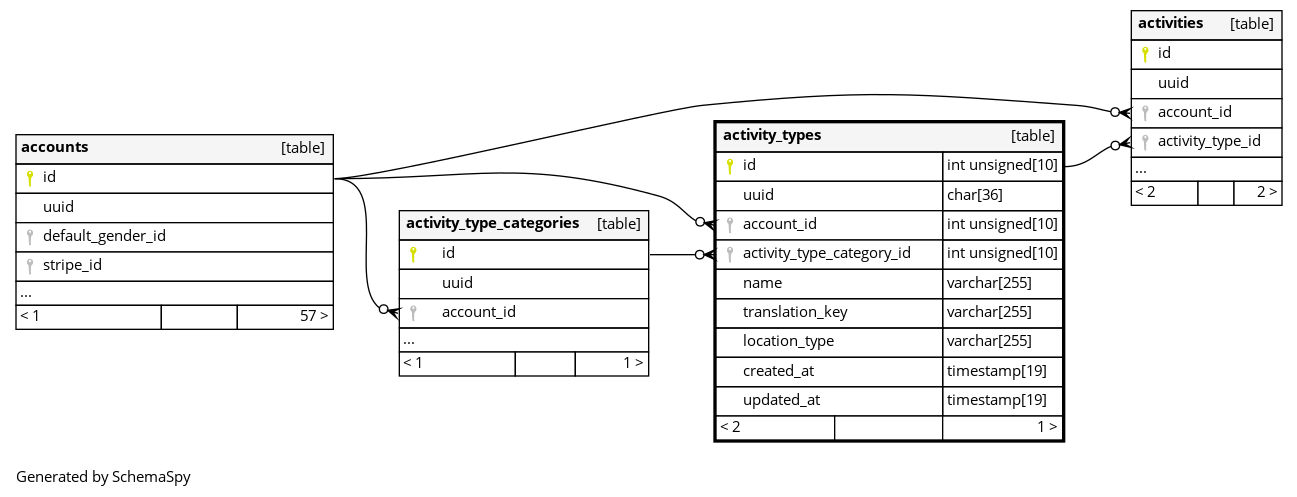 activities [table]
id
uuid
account_id
activity_type_id
...
< 2 2 >
accounts [table]
id
uuid
default_gender_id
stripe_id
...
< 1 57 >
activity_type_categories [table]
id
uuid
account_id
...
< 1 1 >
activity_types [table]
id int unsigned[10]
uuid char[36]
account_id int unsigned[10]
activity_type_category_id int unsigned[10]
name varchar[255]
translation_key varchar[255]
location_type varchar[255]
created_at timestamp[19]
updated_at timestamp[19]
< 2 1 >
Generated by SchemaSpy